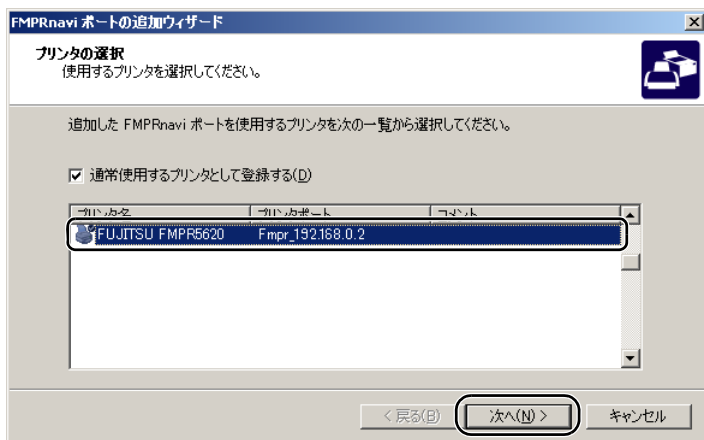 FMPRnavi ポートの追加ウィザード
プリンタの選択
使用するプリンタを選択してください。
追加した FMPRnavi ポートを使用するプリンタを次の一覧から選択してください。
通常使用するプリンタとして登録する(D)
プリンタ名 プリンタポート コメント
FUJITSU FMPR5620 Fmpr_192.168.0.2
< 戻る(B) 次へ(N) > キャンセル